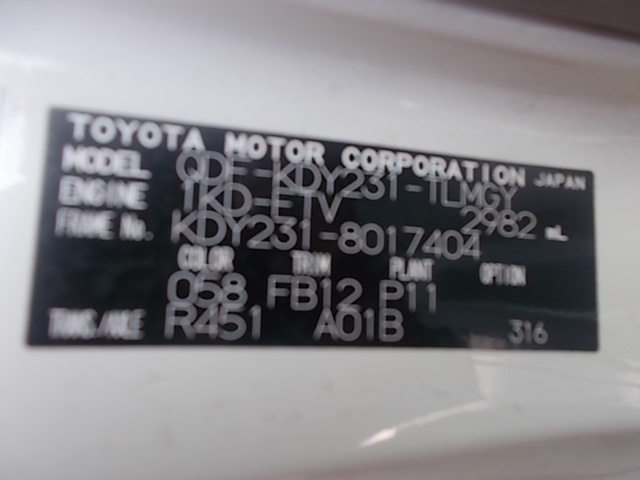 TOYOTA MOTOR CORPORATION JAPAN
MODEL QDF-KDY231-TLMGY
ENGINE 1KD-FTV 2982 mL
FRAME No. KDY231-8017404
COLOR TRIM PLANT OPTION
058 FB12 P11
TRANS/AXLE R451 A01B 316